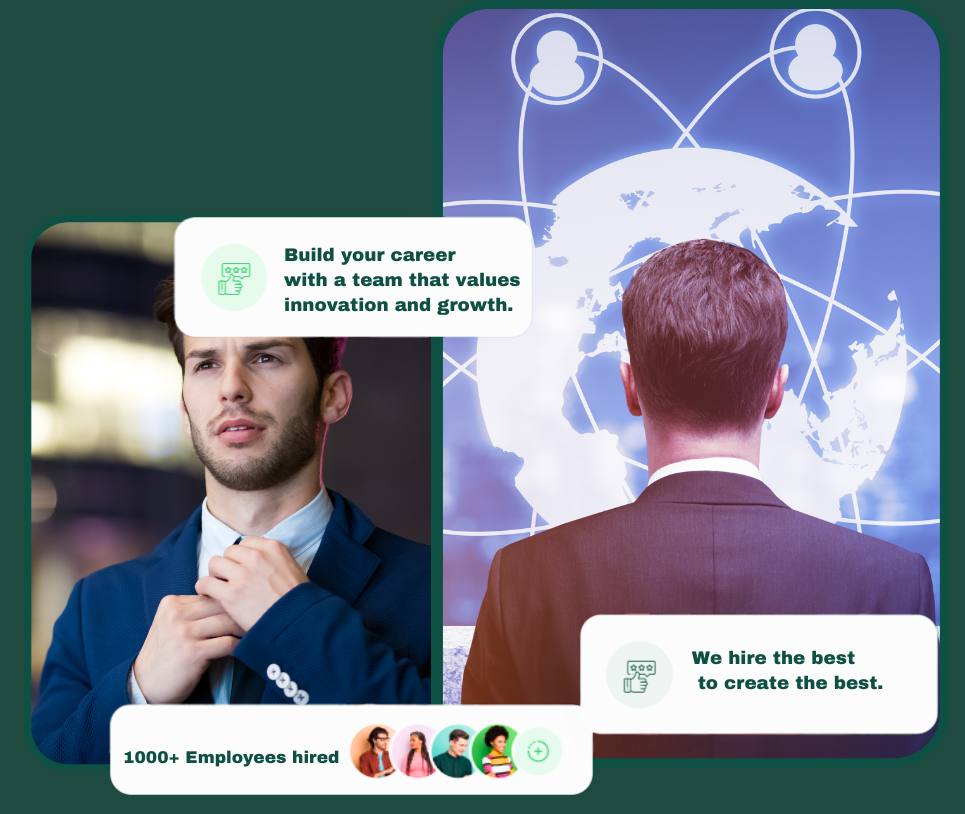 Build your career
with a team that values
innovation and growth.
We hire the best
to create the best.
1000+ Employees hired